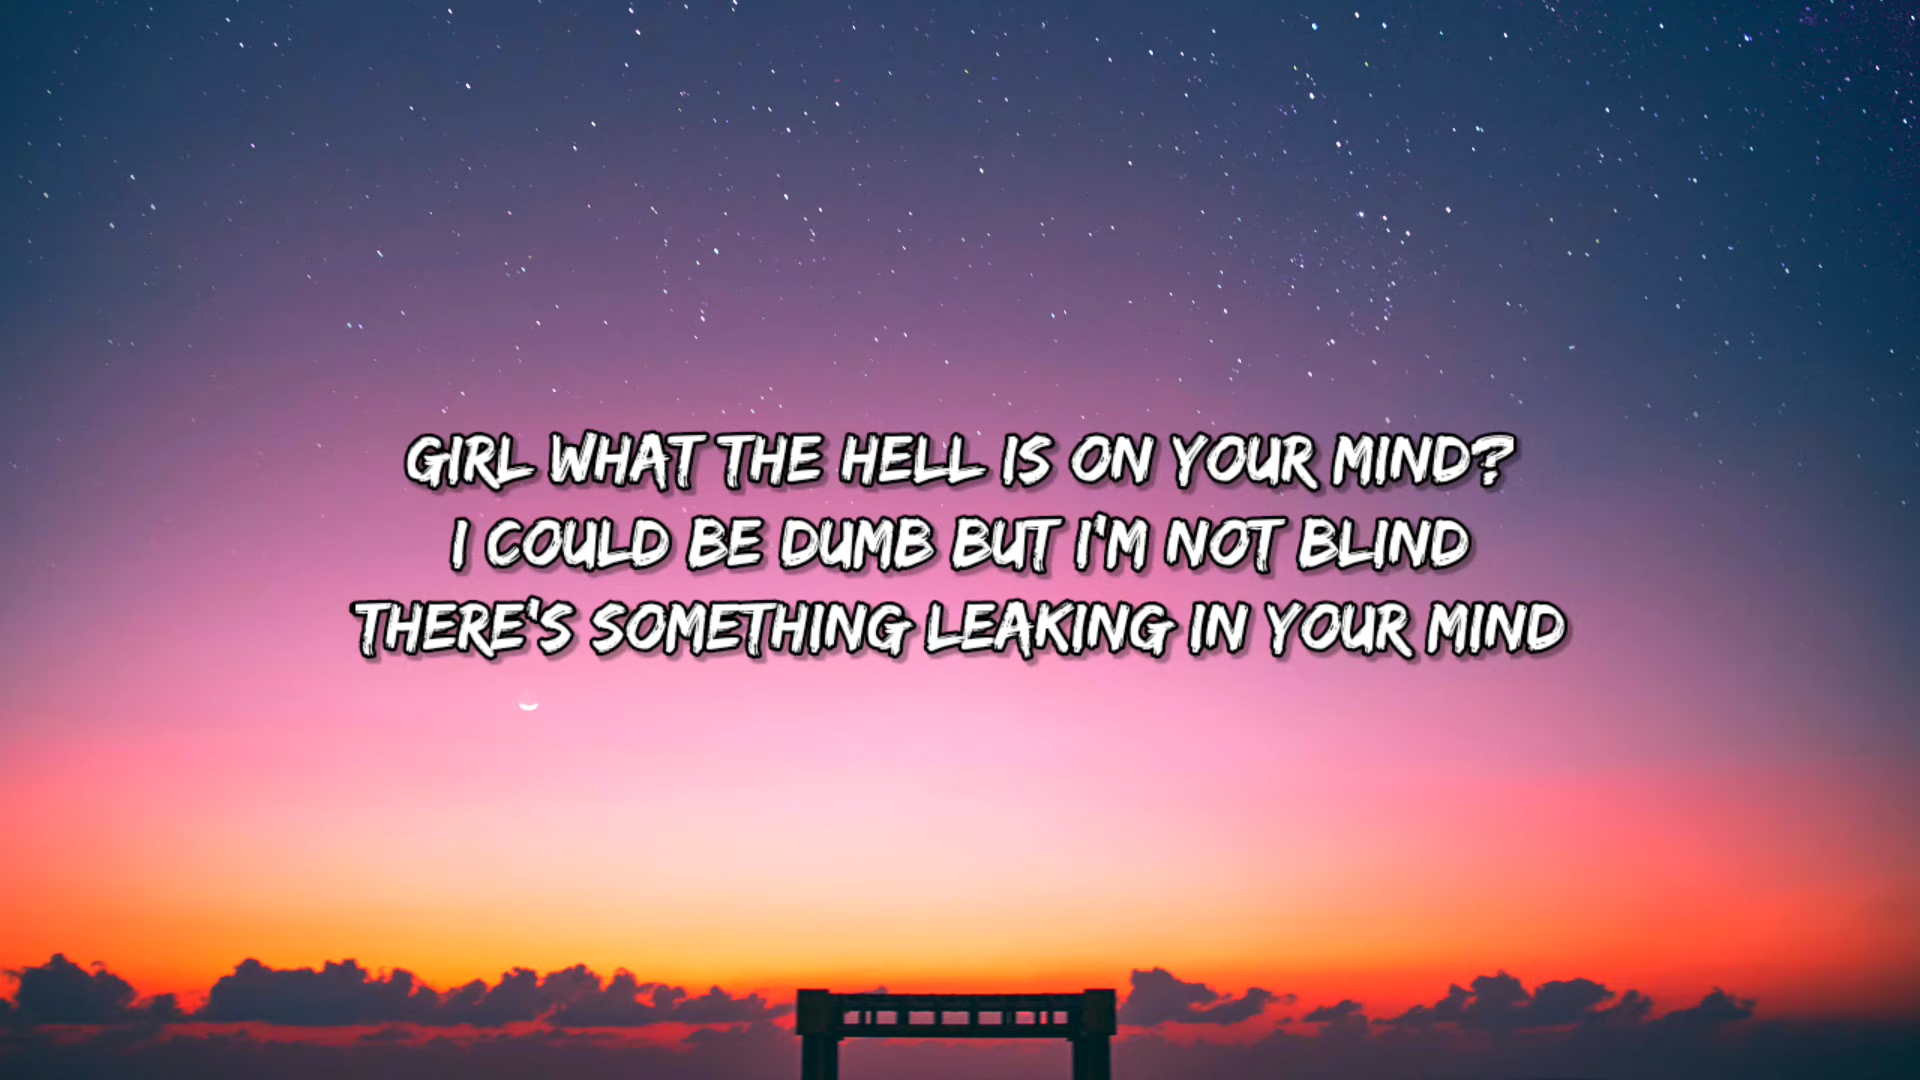 GIRL WHAT THE HELL IS ON YOUR MIND?
I COULD BE DUMB BUT I'M NOT BLIND
THERE'S SOMETHING LEAKING IN YOUR MIND